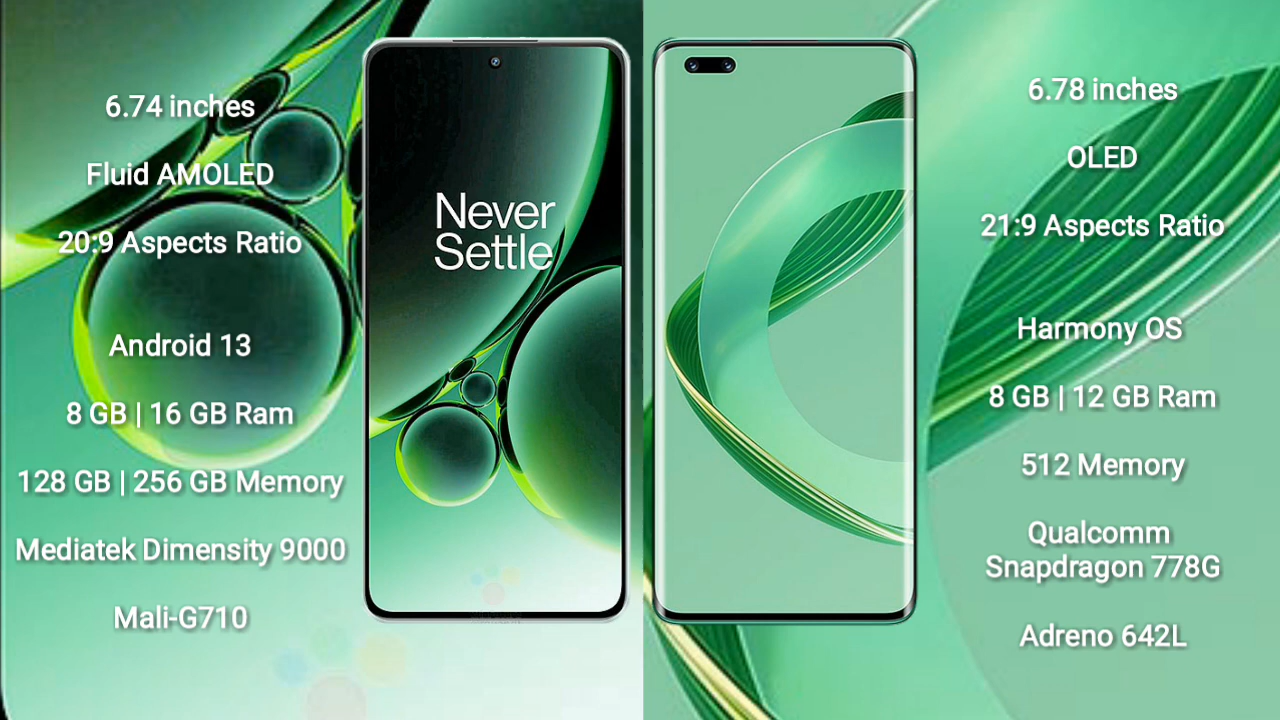 6.74 inches
Fluid AMOLED
20:9 Aspects Ratio
Android 13
8 GB | 16 GB Ram
128 GB | 256 GB Memory
Mediatek Dimensity 9000
Mali-G710
Never
Settle
6.78 inches
OLED
21:9 Aspects Ratio
Harmony OS
8 GB | 12 GB Ram
512 Memory
Qualcomm
Snapdragon 778G
Adreno 642L